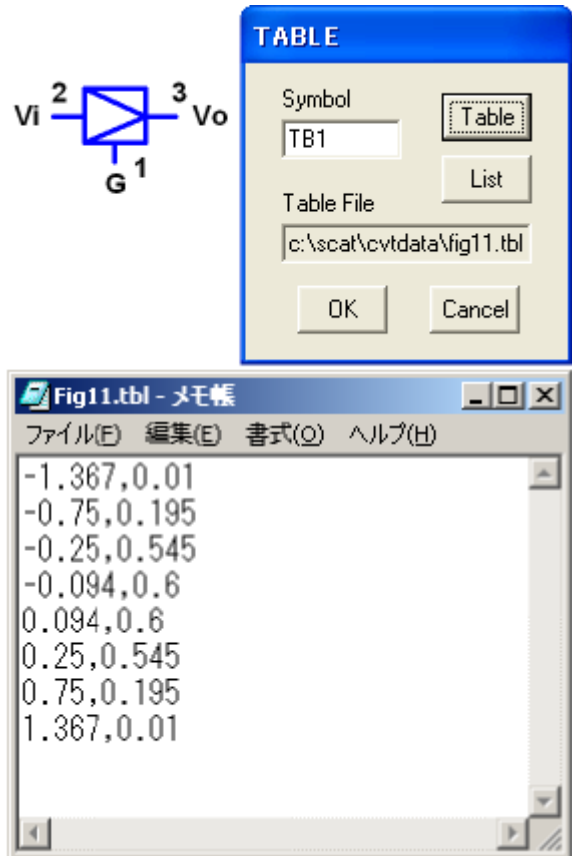 TABLE
Vi 2 3 Vo
G 1
Symbol
TB1
Table
List
Table File
c:\scat\cvtdata\fig11.tbl
OK Cancel
Fig11.tbl - メモ帳
ファイル(F) 編集(E) 書式(O) ヘルプ(H)
-1.367,0.01
-0.75,0.195
-0.25,0.545
-0.094,0.6
0.094,0.6
0.25,0.545
0.75,0.195
1.367,0.01